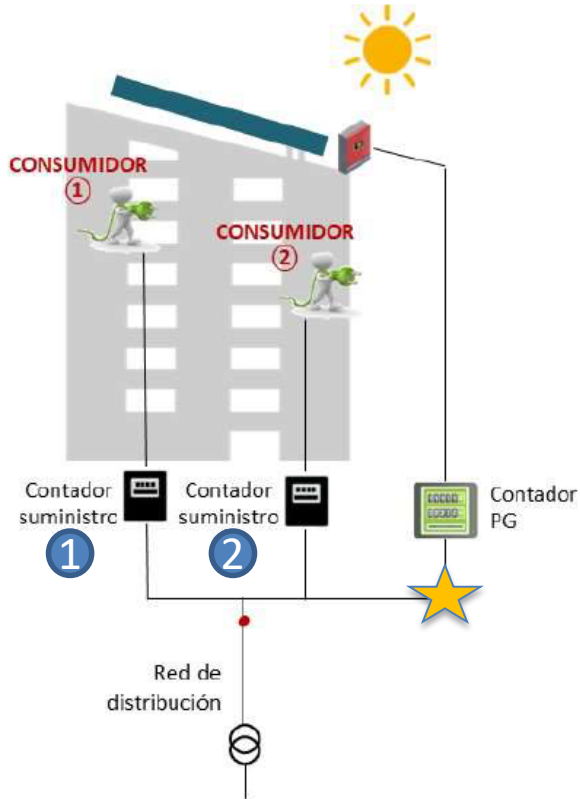 CONSUMIDOR
①
CONSUMIDOR
②
Contador
suministro
1
Contador
suministro
2
Contador
PG
Red de
distribución